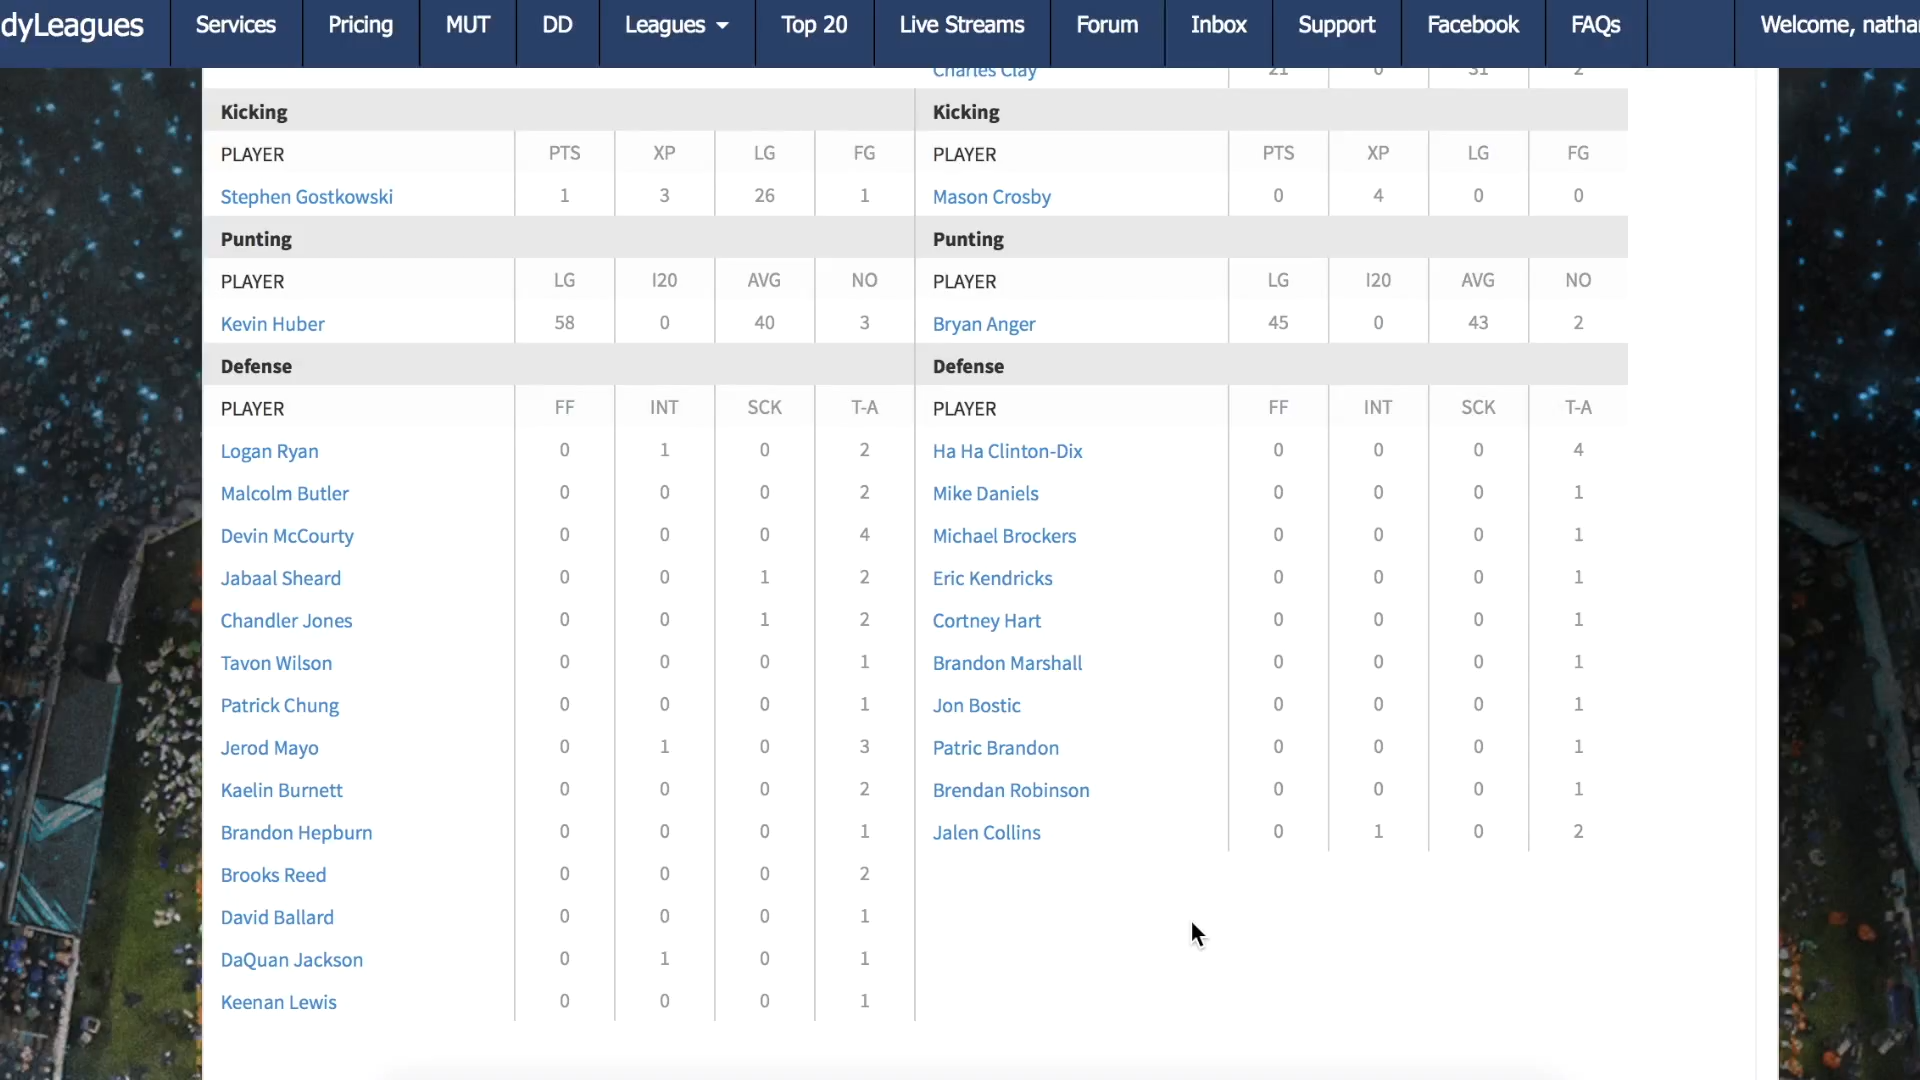 dyLeagues Services Pricing MUT DD Leagues Top 20 Live Streams Forum Inbox Support Facebook FAQs Welcome, natha
Charles Clay 21 0 31 2
Kicking Kicking
PLAYER PTS XP LG FG PLAYER PTS XP LG FG
Stephen Gostkowski 1 3 26 1 Mason Crosby 0 4 0 0
Punting Punting
PLAYER LG I20 AVG NO PLAYER LG I20 AVG NO
Kevin Huber 58 0 40 3 Bryan Anger 45 0 43 2
Defense Defense
PLAYER FF INT SCK T-A PLAYER FF INT SCK T-A
Logan Ryan 0 1 0 2 Ha Ha Clinton-Dix 0 0 0 4
Malcolm Butler 0 0 0 2 Mike Daniels 0 0 0 1
Devin McCourty 0 0 0 4 Michael Brockers 0 0 0 1
Jabaal Sheard 0 0 1 2 Eric Kendricks 0 0 0 1
Chandler Jones 0 0 1 2 Cortney Hart 0 0 0 1
Tavon Wilson 0 0 0 1 Brandon Marshall 0 0 0 1
Patrick Chung 0 0 0 1 Jon Bostic 0 0 0 1
Jerod Mayo 0 1 0 3 Patric Brandon 0 0 0 1
Kaelin Burnett 0 0 0 2 Brendan Robinson 0 0 0 1
Brandon Hepburn 0 0 0 1 Jalen Collins 0 1 0 2
Brooks Reed 0 0 0 2
David Ballard 0 0 0 1
DaQuan Jackson 0 1 0 1
Keenan Lewis 0 0 0 1